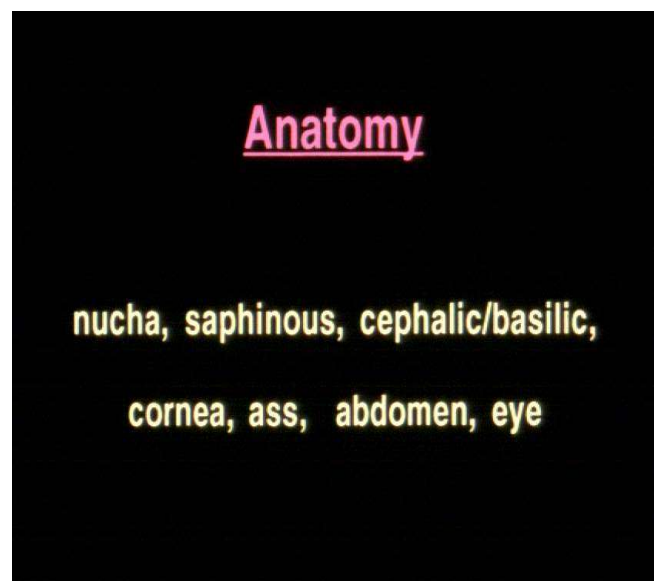 Anatomy
nucha, saphinous, cephalic/basilic,
cornea, ass, abdomen, eye